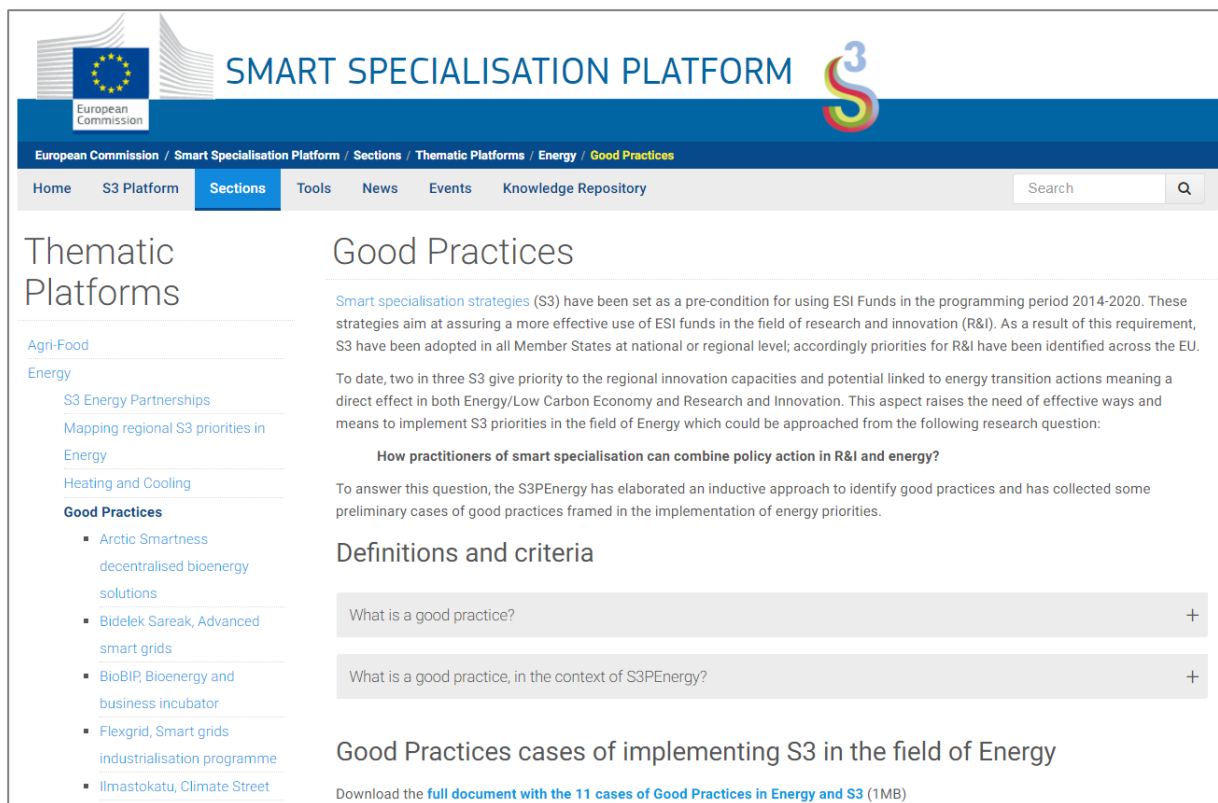 SMART SPECIALISATION PLATFORM
S3
European
Commission
European Commission / Smart Specialisation Platform / Sections / Thematic Platforms / Energy / Good Practices
Home S3 Platform Sections Tools News Events Knowledge Repository Search
Thematic
Platforms
Agri-Food
Energy
S3 Energy Partnerships
Mapping regional S3 priorities in
Energy
Heating and Cooling
Good Practices
Arctic Smartness
decentralised bioenergy
solutions
Bidelek Sareak, Advanced
smart grids
BioBIP, Bioenergy and
business incubator
Flexgrid, Smart grids
industrialisation programme
Ilmastokatu, Climate Street
Good Practices
Smart specialisation strategies (S3) have been set as a pre-condition for using ESI Funds in the programming period 2014-2020. These
strategies aim at assuring a more effective use of ESI funds in the field of research and innovation (R&I). As a result of this requirement,
S3 have been adopted in all Member States at national or regional level; accordingly priorities for R&I have been identified across the EU.
To date, two in three S3 give priority to the regional innovation capacities and potential linked to energy transition actions meaning a
direct effect in both Energy/Low Carbon Economy and Research and Innovation. This aspect raises the need of effective ways and
means to implement S3 priorities in the field of Energy which could be approached from the following research question:
How practitioners of smart specialisation can combine policy action in R&I and energy?
To answer this question, the S3PEnergy has elaborated an inductive approach to identify good practices and has collected some
preliminary cases of good practices framed in the implementation of energy priorities.
Definitions and criteria
What is a good practice? +
What is a good practice, in the context of S3PEnergy? +
Good Practices cases of implementing S3 in the field of Energy
Download the full document with the 11 cases of Good Practices in Energy and S3 (1MB)